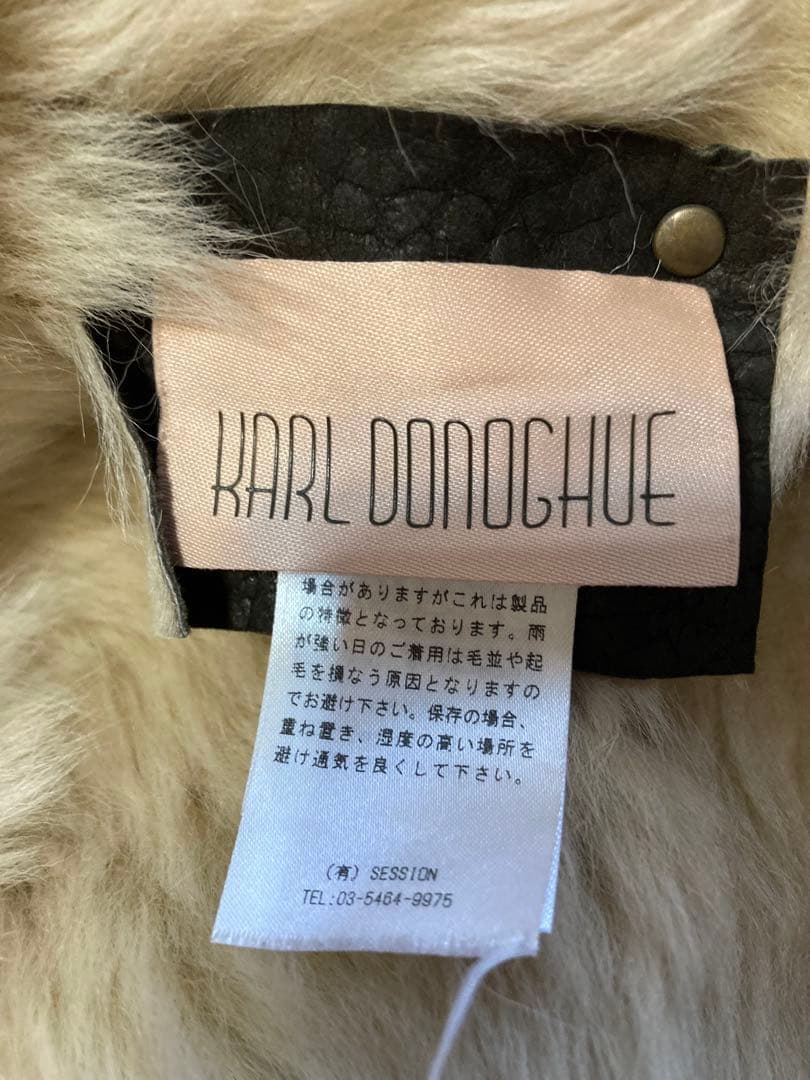 KARL DONOGHUE
場合がありますがこれは製品
の特徴となっております。雨
が強い日のご着用は毛並や起
毛を損なう原因となりますの
でお避け下さい。保存の場合、
重ね置き、湿度の高い場所を
避け通気を良くして下さい。
(有) SESSION
TEL:03-5464-9975